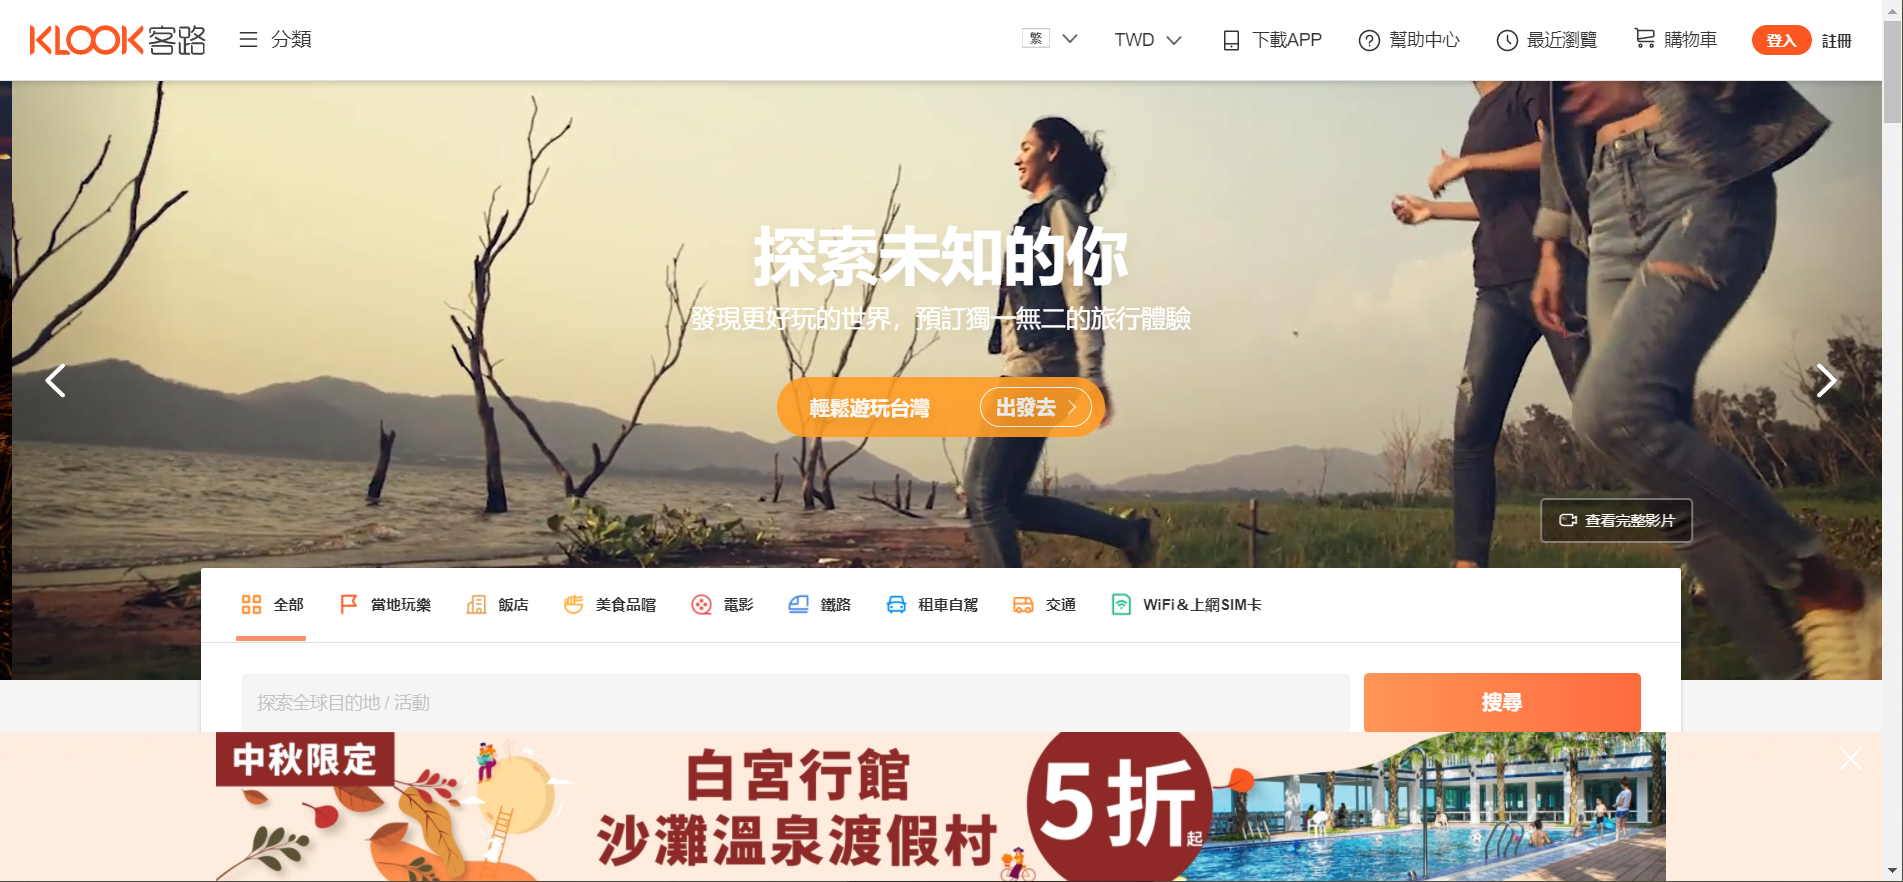 KLOOK客路
分類
繁
TWD
下載APP
幫助中心
最近瀏覽
購物車
登入
註冊
探索未知的你
發現更好玩的世界，預訂獨一無二的旅行體驗
輕鬆遊玩台灣
出發去
查看完整影片
全部
當地玩樂
飯店
美食品嚐
電影
鐵路
租車自駕
交通
WiFi＆上網SIM卡
探索全球目的地 / 活動
搜尋
中秋限定
白宮行館
沙灘溫泉渡假村
5折起